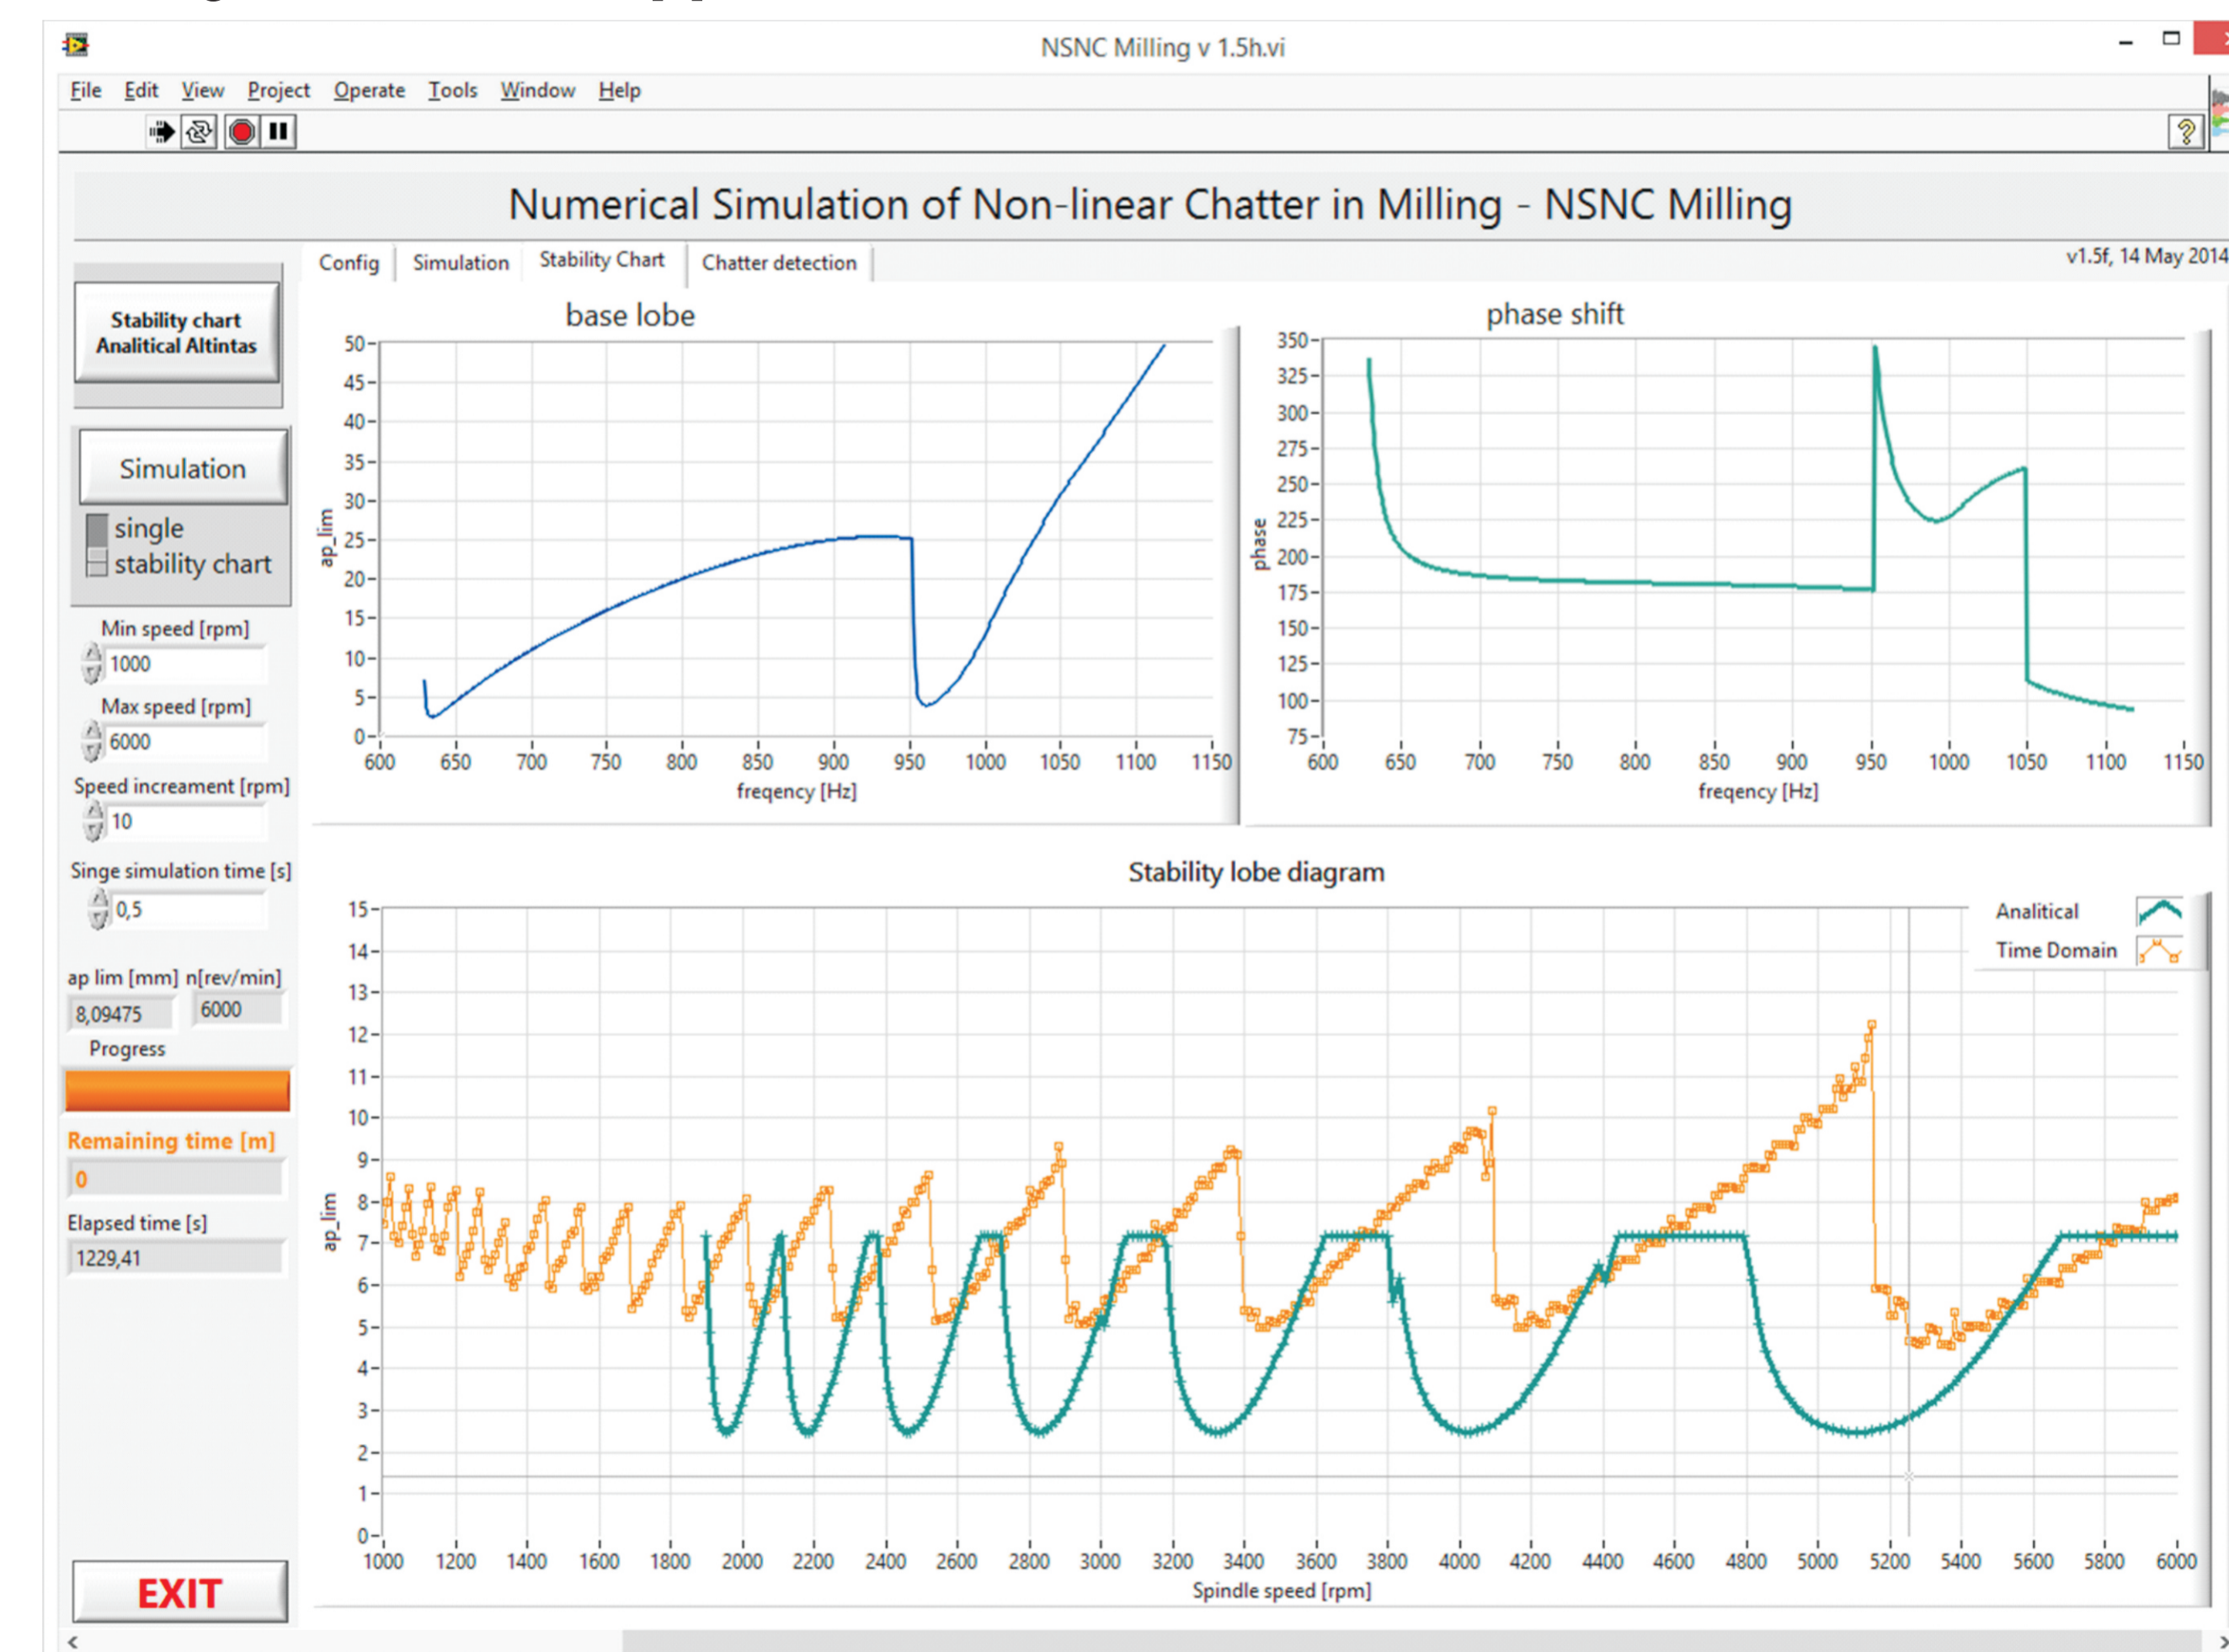 NSNC Milling v 1.5h.vi
File Edit View Project Operate Tools Window Help
Numerical Simulation of Non-linear Chatter in Milling - NSNC Milling
Config Simulation Stability Chart Chatter detection
v1.5f, 14 May 2014
Stability chart
Analitical Altintas
Simulation
single
stability chart
Min speed [rpm]
1000
Max speed [rpm]
6000
Speed increament [rpm]
10
Singe simulation time [s]
0,5
ap lim [mm] n[rev/min]
8,09475 6000
Progress
Remaining time [m]
0
Elapsed time [s]
1229,41
EXIT
base lobe
50
45
40
35
30
25
20
15
10
5
0
ap_lim
600 650 700 750 800 850 900 950 1000 1050 1100 1150
freqency [Hz]
phase shift
350
325
300
275
250
225
200
175
150
125
100
75
phase
600 650 700 750 800 850 900 950 1000 1050 1100 1150
freqency [Hz]
Stability lobe diagram
Analitical
Time Domain
15
14
13
12
11
10
9
8
7
6
5
4
3
2
1
0
ap_lim
1000 1200 1400 1600 1800 2000 2200 2400 2600 2800 3000 3200 3400 3600 3800 4000 4200 4400 4600 4800 5000 5200 5400 5600 5800 6000
Spindle speed [rpm]